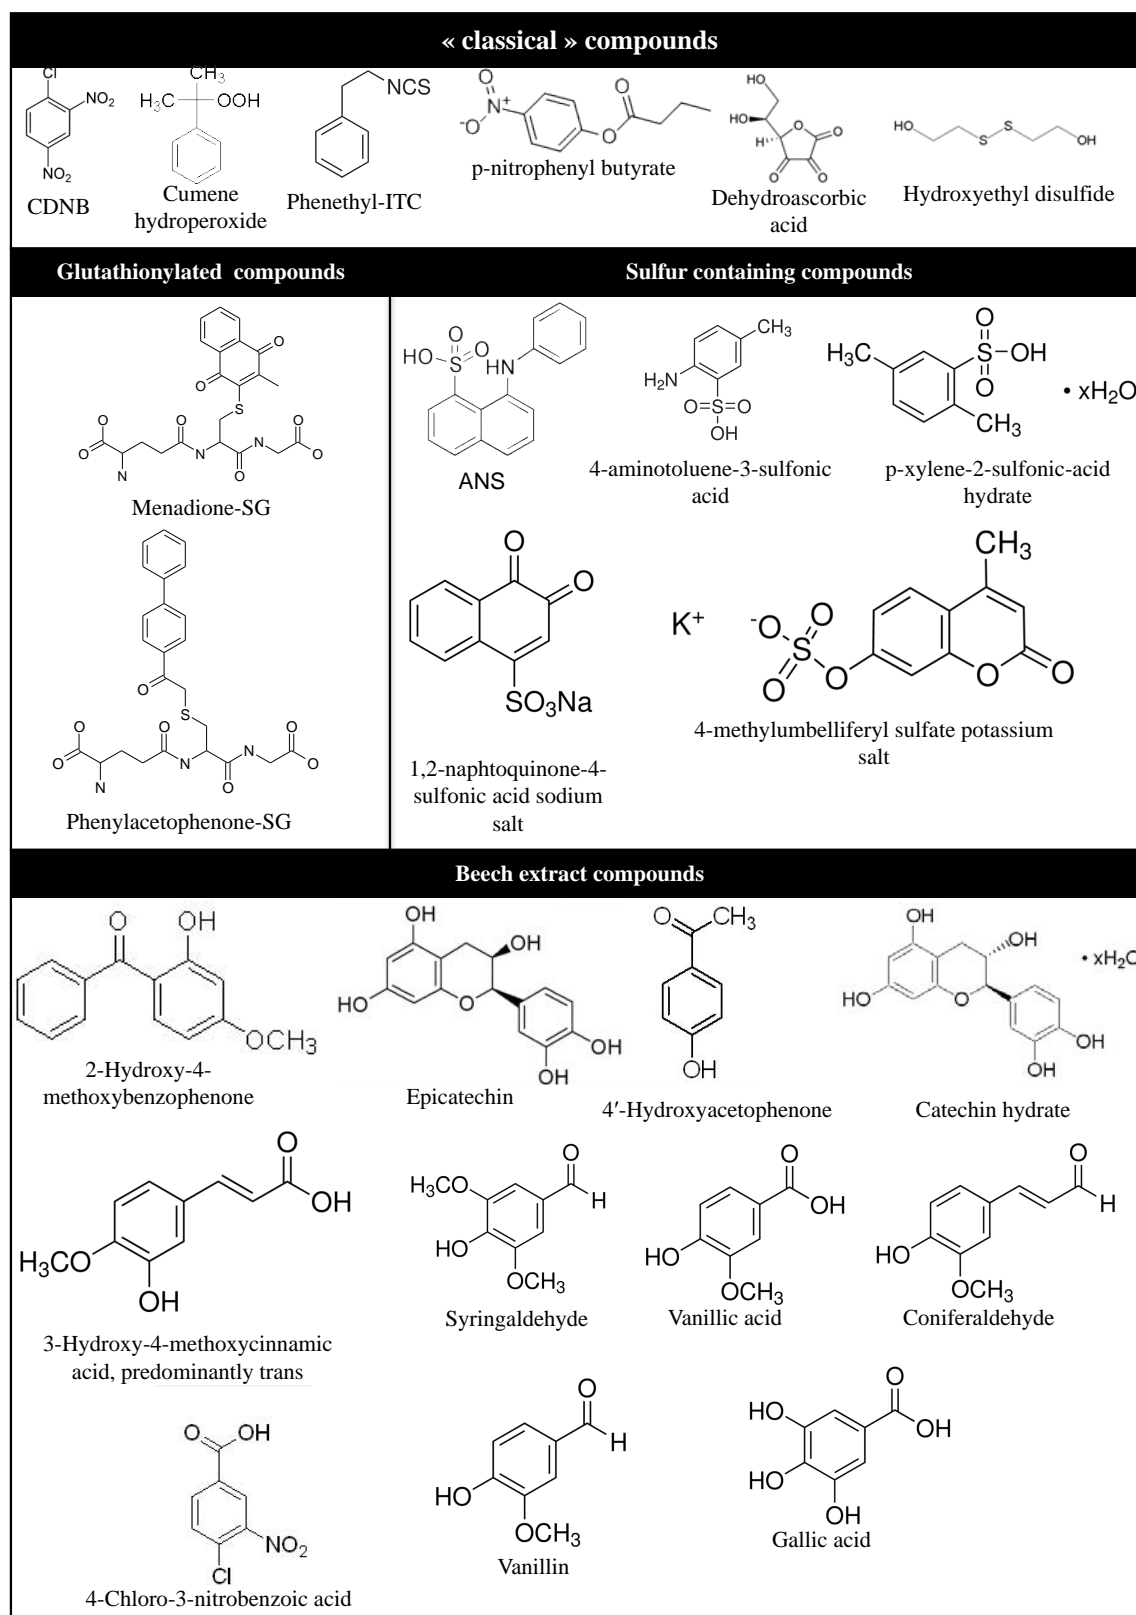 « classical » compounds
Cl
NO2
NO2
CDNB
CH3
H3C
OOH
Cumene
hydroperoxide
NCS
Phenethyl-ITC
O
N+
-O
O
O
p-nitrophenyl butyrate
HO
HO
H
O
O
O
O
Dehydroascorbic
acid
HO
S
S
OH
Hydroxyethyl disulfide
Glutathionylated compounds
Sulfur containing compounds
O
O
S
O
O
N
O
N
O
N
O
O
Menadione-SG
O
S
O
O
N
O
N
O
N
O
O
Phenylacetophenone-SG
O
HO
S
O
HN
ANS
CH3
H2N
O=S=O
OH
4-aminotoluene-3-sulfonic
acid
H3C
O
S
OH
O
CH3
• xH2O
p-xylene-2-sulfonic-acid
hydrate
O
O
SO3Na
1,2-naphtoquinone-4-
sulfonic acid sodium
salt
K+
-O
O
S
O
O
CH3
O
O
4-methylumbelliferyl sulfate potassium
salt
Beech extract compounds
O
OH
OCH3
2-Hydroxy-4-
methoxybenzophenone
OH
OH
HO
O
OH
OH
Epicatechin
O
CH3
OH
4′-Hydroxyacetophenone
OH
OH
HO
O
OH
OH
• xH2O
Catechin hydrate
O
OH
H3CO
OH
3-Hydroxy-4-methoxycinnamic
acid, predominantly trans
O
H3CO
H
HO
OCH3
Syringaldehyde
O
OH
HO
OCH3
Vanillic acid
O
H
HO
OCH3
Coniferaldehyde
O
OH
NO2
Cl
4-Chloro-3-nitrobenzoic acid
O
H
HO
OCH3
Vanillin
O
HO
OH
HO
OH
Gallic acid